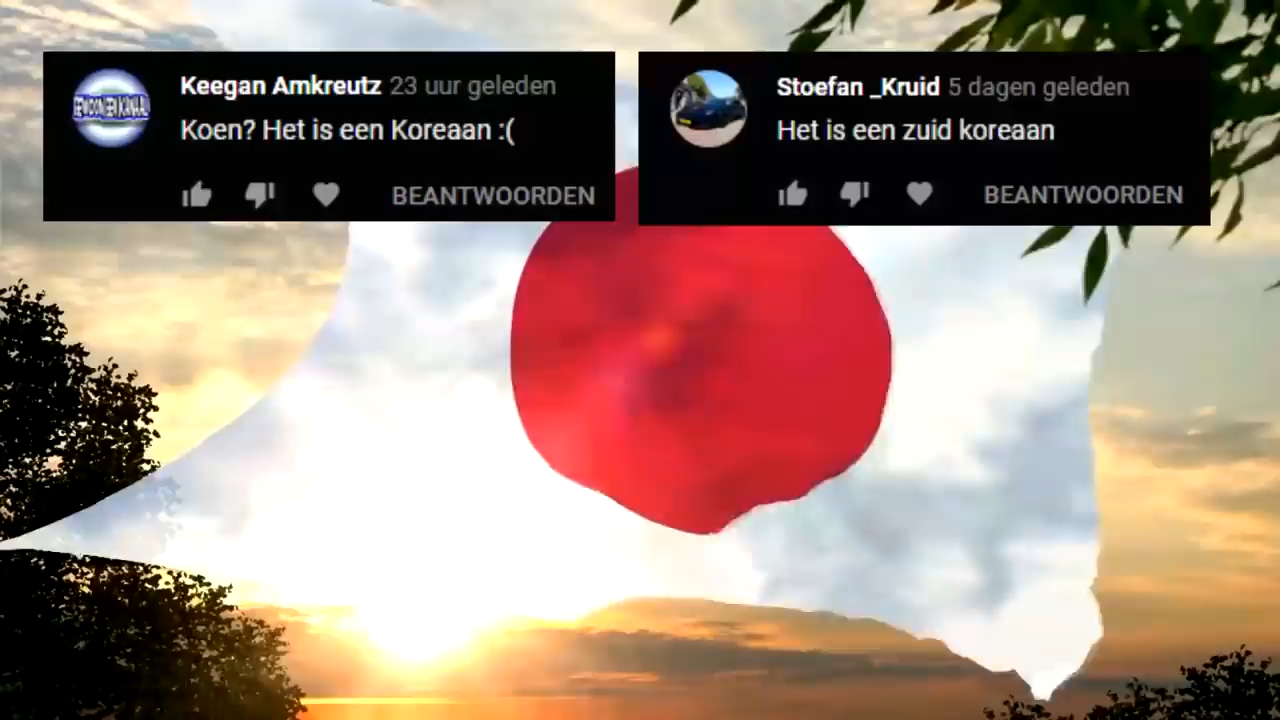 Keegan Amkreutz 23 uur geleden
Koen? Het is een Koreaan :(
BEANTWOORDEN
Stoefan _Kruid 5 dagen geleden
Het is een zuid koreaan
BEANTWOORDEN